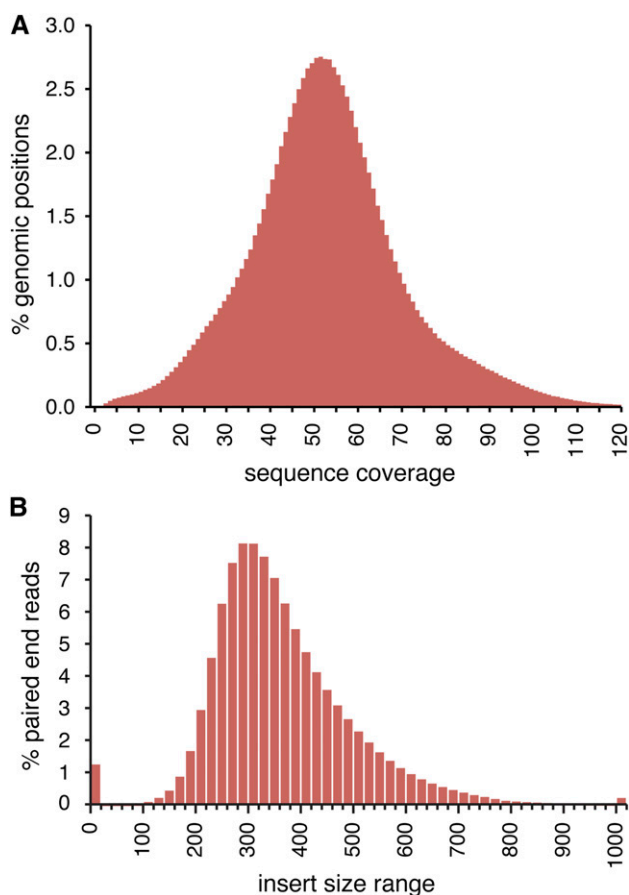 A
3.0
2.5
2.0
1.5
1.0
0.5
0.0
% genomic positions
0 10 20 30 40 50 60 70 80 90 100 110 120
sequence coverage
B
9
8
7
6
5
4
3
2
1
0
% paired end reads
0 100 200 300 400 500 600 700 800 900 1000
insert size range